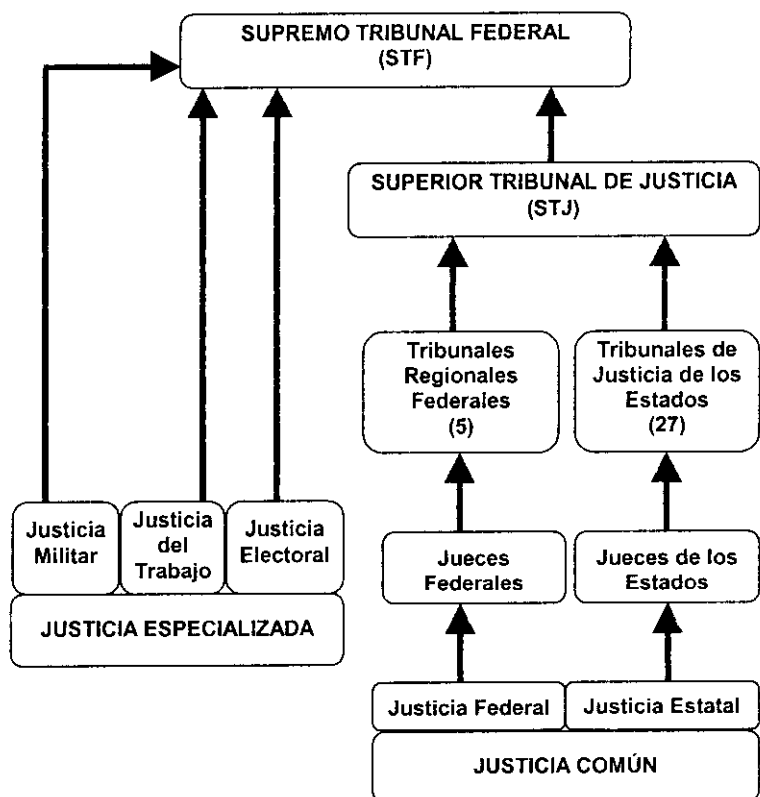 SUPREMO TRIBUNAL FEDERAL
(STF)
SUPERIOR TRIBUNAL DE JUSTICIA
(STJ)
Tribunales
Regionales
Federales
(5)
Tribunales de
Justicia de los
Estados
(27)
Justicia
Militar
Justicia
del
Trabajo
Justicia
Electoral
JUSTICIA ESPECIALIZADA
Jueces
Federales
Jueces de los
Estados
Justicia Federal
Justicia Estatal
JUSTICIA COMÚN